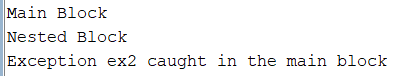 Main Block
Nested Block
Exception ex2 caught in the main block